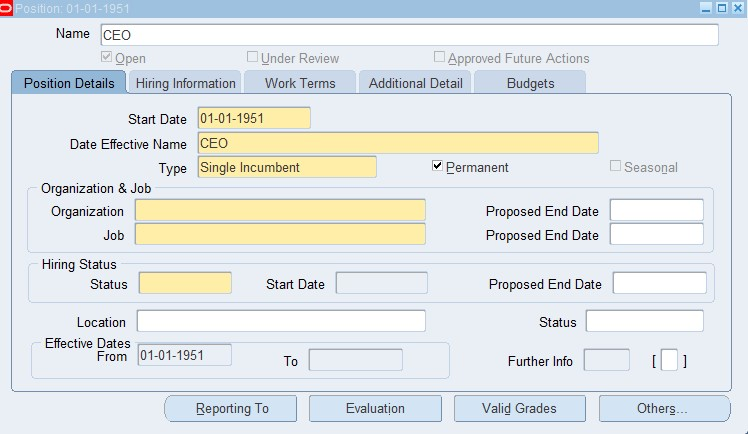 Position: 01-01-1951
Name CEO
Open Under Review Approved Future Actions
Position Details Hiring Information Work Terms Additional Detail Budgets
Start Date 01-01-1951
Date Effective Name CEO
Type Single Incumbent Permanent Seasonal
Organization & Job
Organization Proposed End Date
Job Proposed End Date
Hiring Status
Status Start Date Proposed End Date
Location Status
Effective Dates
From 01-01-1951 To Further Info [ ]
Reporting To Evaluation Valid Grades Others...